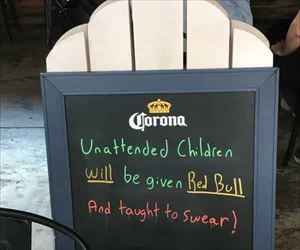 Corona
Unattended Children
will be given Red Bull
And taught to swear!